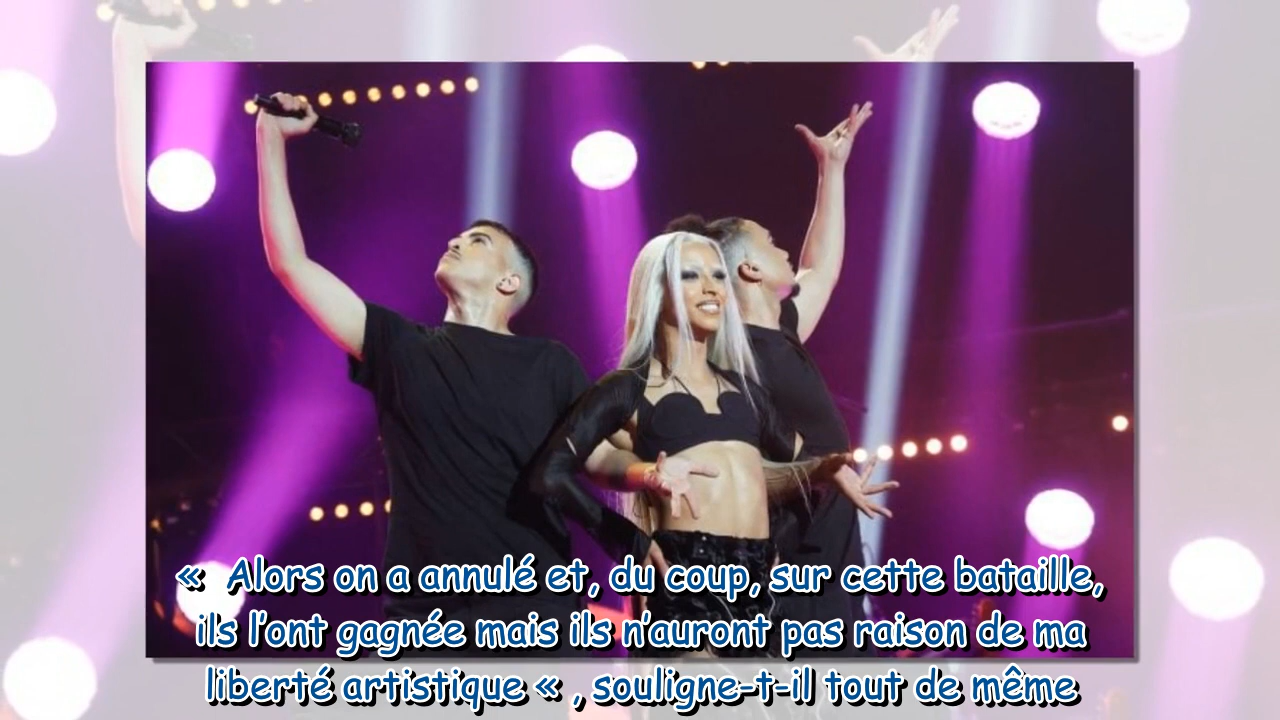 «  Alors on a annulé et, du coup, sur cette bataille,
ils l’ont gagnée mais ils n’auront pas raison de ma
liberté artistique « , souligne-t-il tout de même